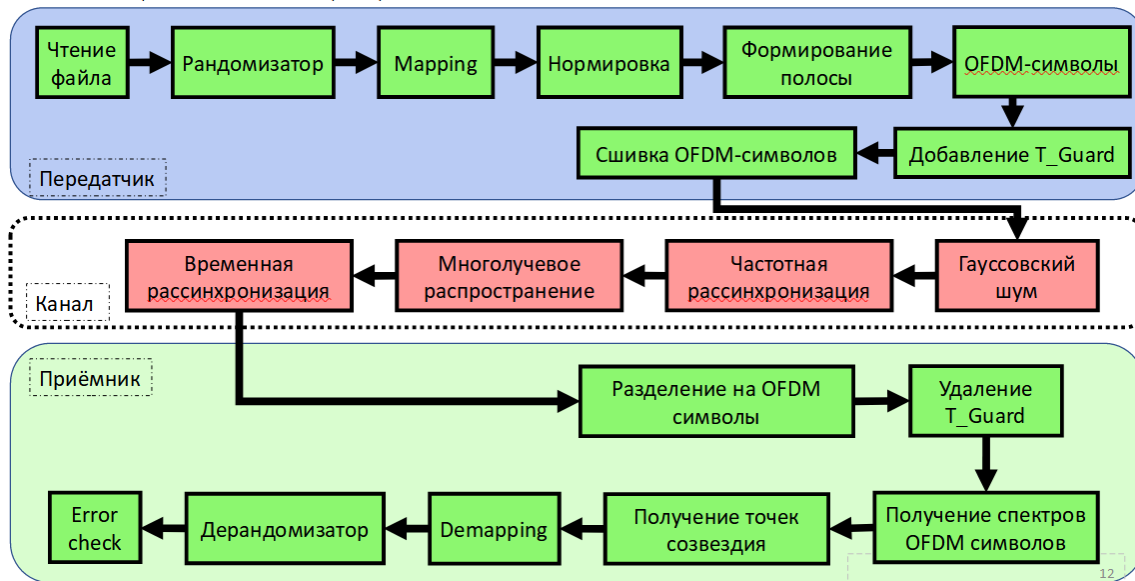 Чтение
файла
Рандомизатор
Mapping
Нормировка
Формирование
полосы
OFDM-символы
Добавление T_Guard
Сшивка OFDM-символов
Передатчик
Гауссовский
шум
Частотная
рассинхронизация
Многолучевое
распространение
Временная
рассинхронизация
Канал
Приёмник
Разделение на OFDM
символы
Удаление
T_Guard
Получение спектров
OFDM символов
Получение точек
созвездия
Demapping
Дерандомизатор
Error
check
12